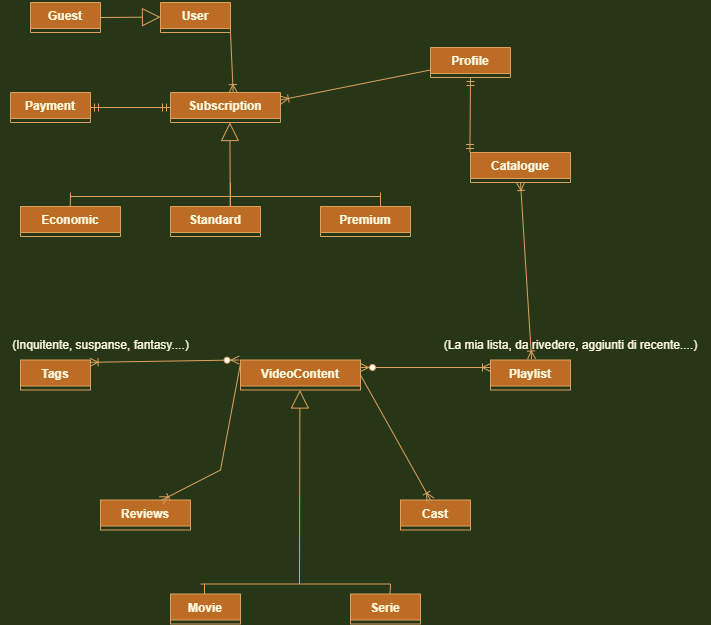 Guest
User
Profile
Payment
Subscription
Catalogue
Economic
Standard
Premium
(Inquitente, suspanse, fantasy....)
(La mia lista, da rivedere, aggiunti di recente....)
Tags
VideoContent
Playlist
Reviews
Cast
Movie
Serie